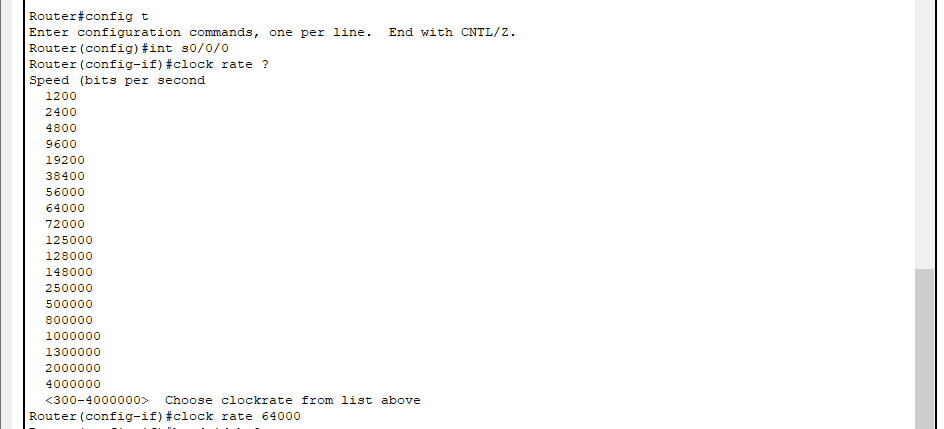 Router#config t
Enter configuration commands, one per line.  End with CNTL/Z.
Router(config)#int s0/0/0
Router(config-if)#clock rate ?
Speed (bits per second
  1200
  2400
  4800
  9600
  19200
  38400
  56000
  64000
  72000
  125000
  128000
  148000
  250000
  500000
  800000
  1000000
  1300000
  2000000
  4000000
  <300-4000000>  Choose clockrate from list above
Router(config-if)#clock rate 64000